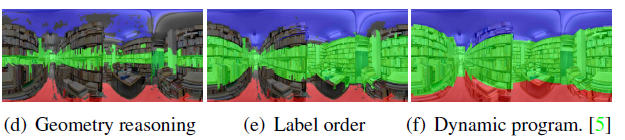 (d) Geometry reasoning (e) Label order (f) Dynamic program. [5]